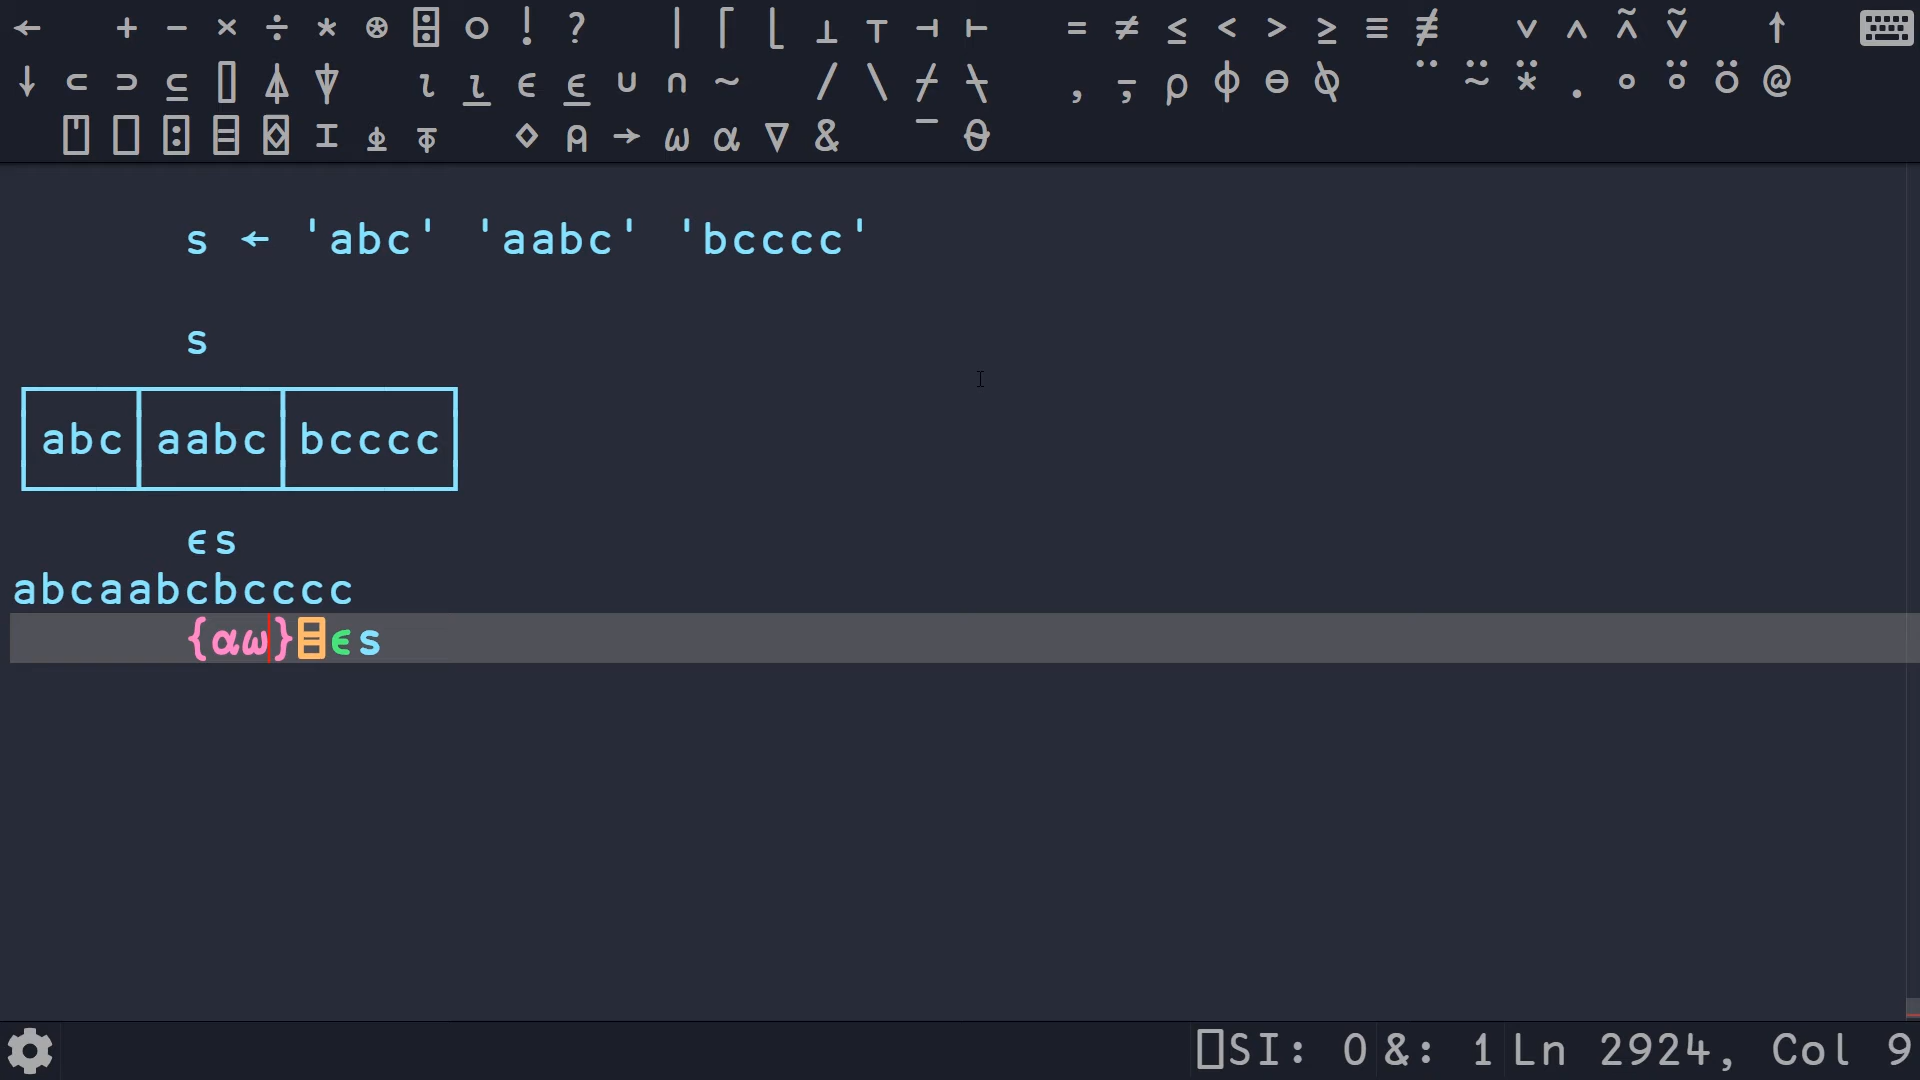 ← + - × ÷ * ⍟ ⌹ ○ ! ? | ⌈ ⌊ ⊥ ⊤ ⊣ ⊢ = ≠ ≤ < > ≥ ≡ ≢ ∨ ∧ ⍲ ⍱ ↑
↓ ⊂ ⊃ ⊆ ⌷ ⍋ ⍒ ⍳ ⍸ ∊ ⍷ ∪ ∩ ~ / \ ⌿ ⍀ , ⍪ ⍴ ⌽ ⊖ ⍉ ¨ ⍨ ⍣ . ∘ ⍤ ⍥ @
⍞ ⎕ ⍠ ⌸ ⌺ ⌶ ⍎ ⍕ ⋄ ⍝ → ⍵ ⍺ ∇ & ¯ ⍬
s ← 'abc' 'aabc' 'bcccc'
s
abc aabc bcccc
∊s
abcaabcbcccc
{⍺⍵}⌸∊s
⎕SI: 0 &: 1 Ln 2924, Col 9